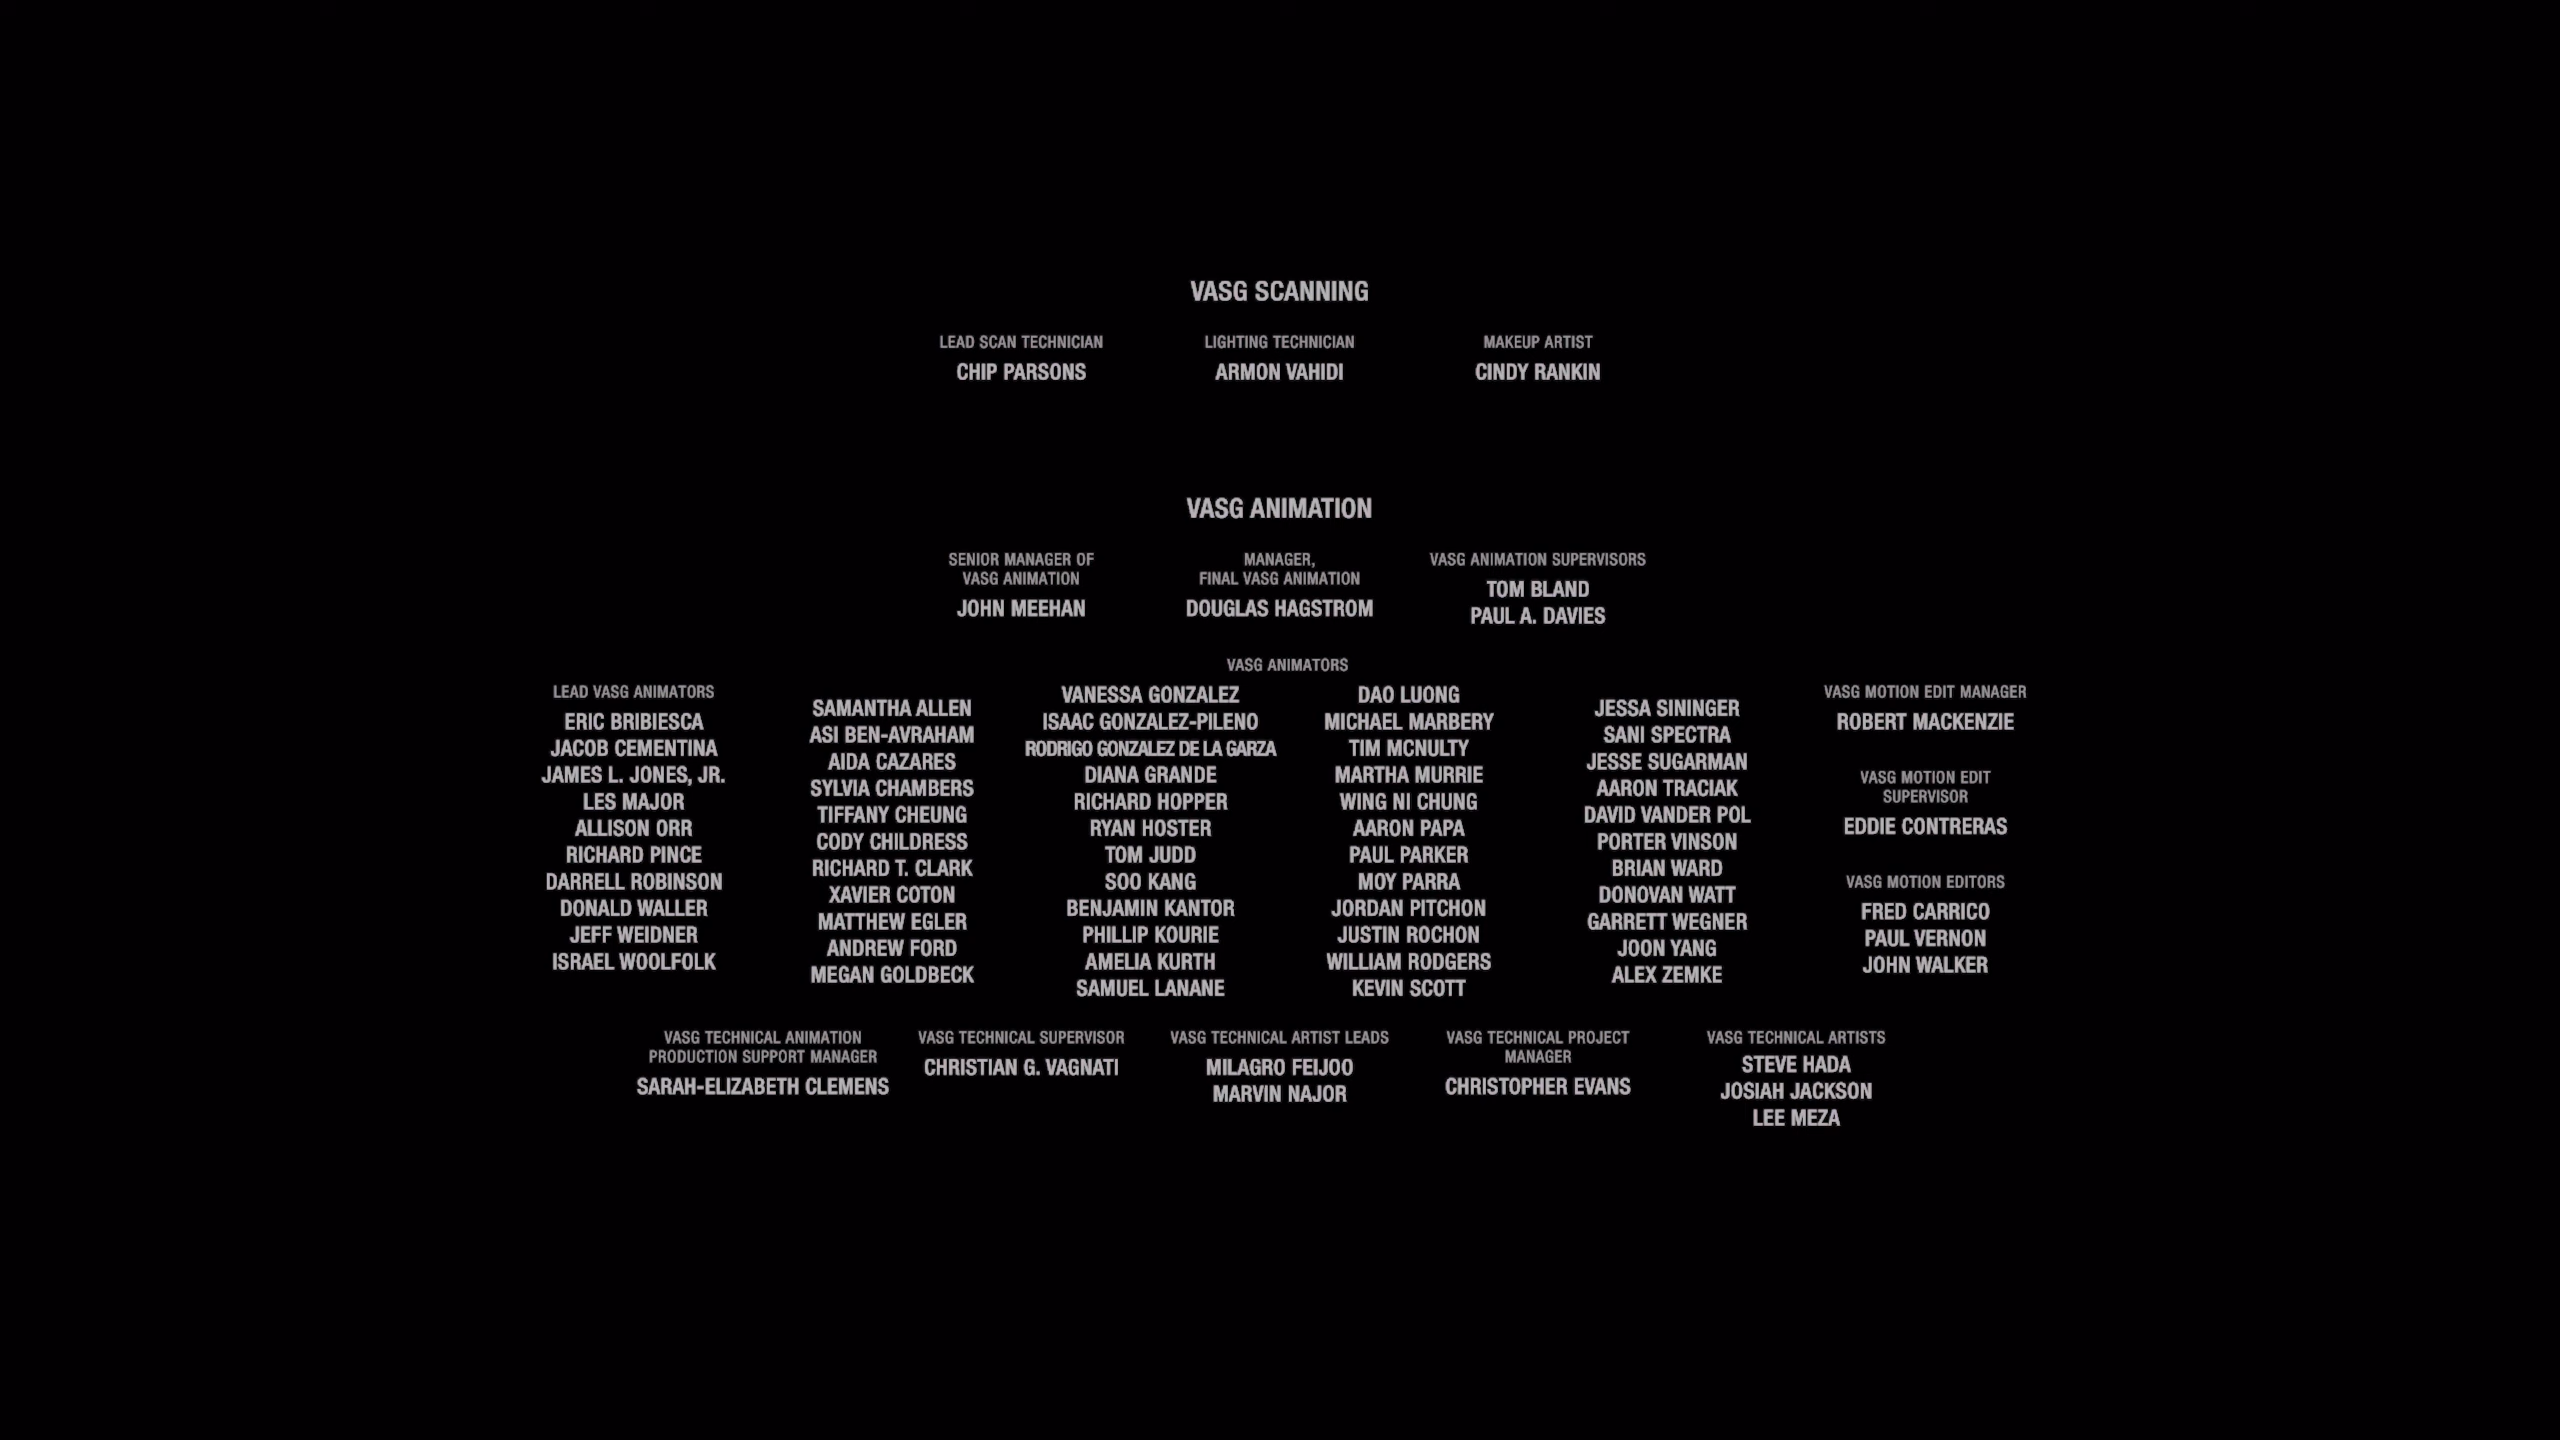 VASG SCANNING
LEAD SCAN TECHNICIAN
CHIP PARSONS
LIGHTING TECHNICIAN
ARMON VAHIDI
MAKEUP ARTIST
CINDY RANKIN
VASG ANIMATION
SENIOR MANAGER OF
VASG ANIMATION
JOHN MEEHAN
MANAGER,
FINAL VASG ANIMATION
DOUGLAS HAGSTROM
VASG ANIMATION SUPERVISORS
TOM BLAND
PAUL A. DAVIES
LEAD VASG ANIMATORS
ERIC BRIBIESCA
JACOB CEMENTINA
JAMES L. JONES, JR.
LES MAJOR
ALLISON ORR
RICHARD PINCE
DARRELL ROBINSON
DONALD WALLER
JEFF WEIDNER
ISRAEL WOOLFOLK
VASG ANIMATORS
SAMANTHA ALLEN
ASI BEN-AVRAHAM
AIDA CAZARES
SYLVIA CHAMBERS
TIFFANY CHEUNG
CODY CHILDRESS
RICHARD T. CLARK
XAVIER COTON
MATTHEW EGLER
ANDREW FORD
MEGAN GOLDBECK
VANESSA GONZALEZ
ISAAC GONZALEZ-PILENO
RODRIGO GONZALEZ DE LA GARZA
DIANA GRANDE
RICHARD HOPPER
RYAN HOSTER
TOM JUDD
SOO KANG
BENJAMIN KANTOR
PHILLIP KOURIE
AMELIA KURTH
SAMUEL LANANE
DAO LUONG
MICHAEL MARBERY
TIM MCNULTY
MARTHA MURRIE
WING NI CHUNG
AARON PAPA
PAUL PARKER
MOY PARRA
JORDAN PITCHON
JUSTIN ROCHON
WILLIAM RODGERS
KEVIN SCOTT
JESSA SININGER
SANI SPECTRA
JESSE SUGARMAN
AARON TRACIAK
DAVID VANDER POL
PORTER VINSON
BRIAN WARD
DONOVAN WATT
GARRETT WEGNER
JOON YANG
ALEX ZEMKE
VASG MOTION EDIT MANAGER
ROBERT MACKENZIE
VASG MOTION EDIT
SUPERVISOR
EDDIE CONTRERAS
VASG MOTION EDITORS
FRED CARRICO
PAUL VERNON
JOHN WALKER
VASG TECHNICAL ANIMATION
PRODUCTION SUPPORT MANAGER
SARAH-ELIZABETH CLEMENS
VASG TECHNICAL SUPERVISOR
CHRISTIAN G. VAGNATI
VASG TECHNICAL ARTIST LEADS
MILAGRO FEIJOO
MARVIN NAJOR
VASG TECHNICAL PROJECT
MANAGER
CHRISTOPHER EVANS
VASG TECHNICAL ARTISTS
STEVE HADA
JOSIAH JACKSON
LEE MEZA